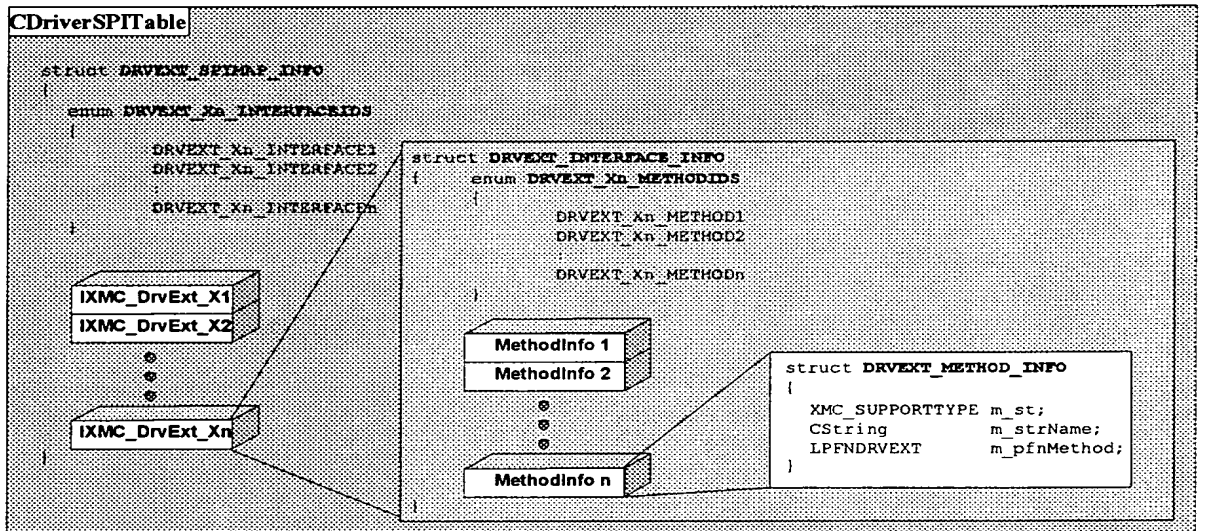 CDriverSPITable
struct DRVEXT_SPYMAP_INFO
{
enum DRVEXT_Xn_INTERFACEIDS
{
DRVEXT_Xn_INTERFACE1
DRVEXT_Xn_INTERFACE2
:
DRVEXT_Xn_INTERFACEn
}
IXMC_DrvExt_X1
IXMC_DrvExt_X2
IXMC_DrvExt_Xn
}
struct DRVEXT_INTERFACE_INFO
{ enum DRVEXT_Xn_METHODIDS
{
DRVEXT_Xn_METHOD1
DRVEXT_Xn_METHOD2
:
DRVEXT_Xn_METHODn
}
MethodInfo 1
MethodInfo 2
MethodInfo n
}
struct DRVEXT_METHOD_INFO
{
XMC_SUPPORTTYPE m_st;
CString m_strName;
LPFNDRVEXT m_pfnMethod;
}